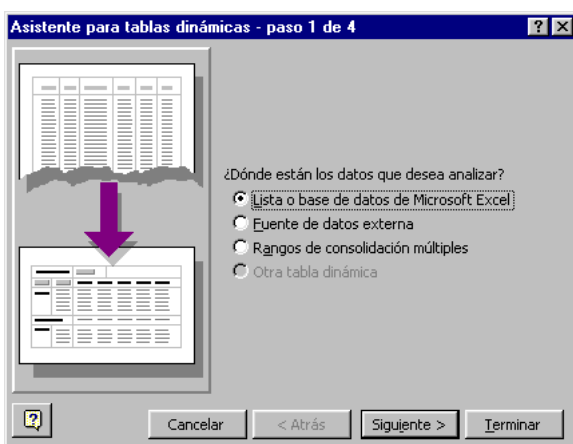 Asistente para tablas dinámicas - paso 1 de 4
¿Dónde están los datos que desea analizar?
Lista o base de datos de Microsoft Excel
Fuente de datos externa
Rangos de consolidación múltiples
Otra tabla dinámica
Cancelar
< Atrás
Siguiente >
Terminar